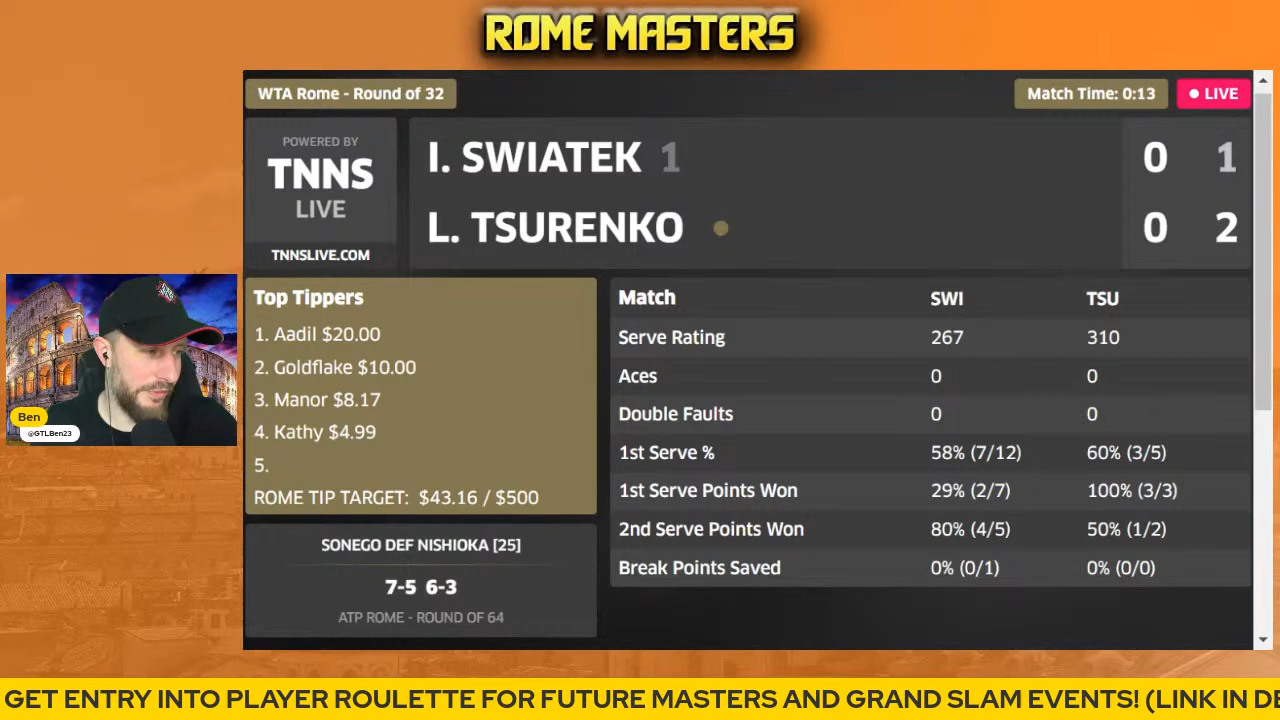 ROME MASTERS
WTA Rome - Round of 32
Match Time: 0:13
LIVE
POWERED BY
TNNS
LIVE
TNNSLIVE.COM
I. SWIATEK 1 0 1
L. TSURENKO 0 2
Top Tippers
1. Aadil $20.00
2. Goldflake $10.00
3. Manor $8.17
4. Kathy $4.99
5.
ROME TIP TARGET: $43.16 / $500
SONEGO DEF NISHIOKA [25]
7-5 6-3
ATP ROME - ROUND OF 64
Match SWI TSU
Serve Rating 267 310
Aces 0 0
Double Faults 0 0
1st Serve % 58% (7/12) 60% (3/5)
1st Serve Points Won 29% (2/7) 100% (3/3)
2nd Serve Points Won 80% (4/5) 50% (1/2)
Break Points Saved 0% (0/1) 0% (0/0)
Ben
@GTLBen23
GET ENTRY INTO PLAYER ROULETTE FOR FUTURE MASTERS AND GRAND SLAM EVENTS! (LINK IN DE